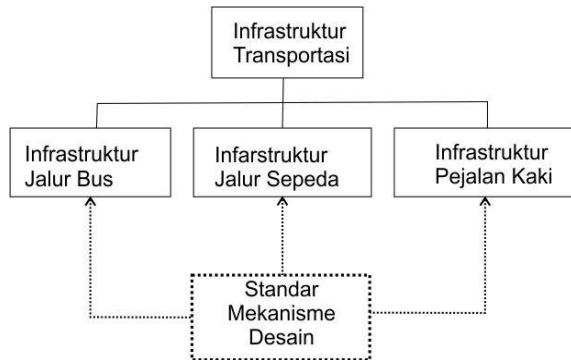 Infrastruktur
Transportasi
Infrastruktur
Jalur Bus
Infarstruktur
Jalur Sepeda
Infrastruktur
Pejalan Kaki
Standar
Mekanisme
Desain